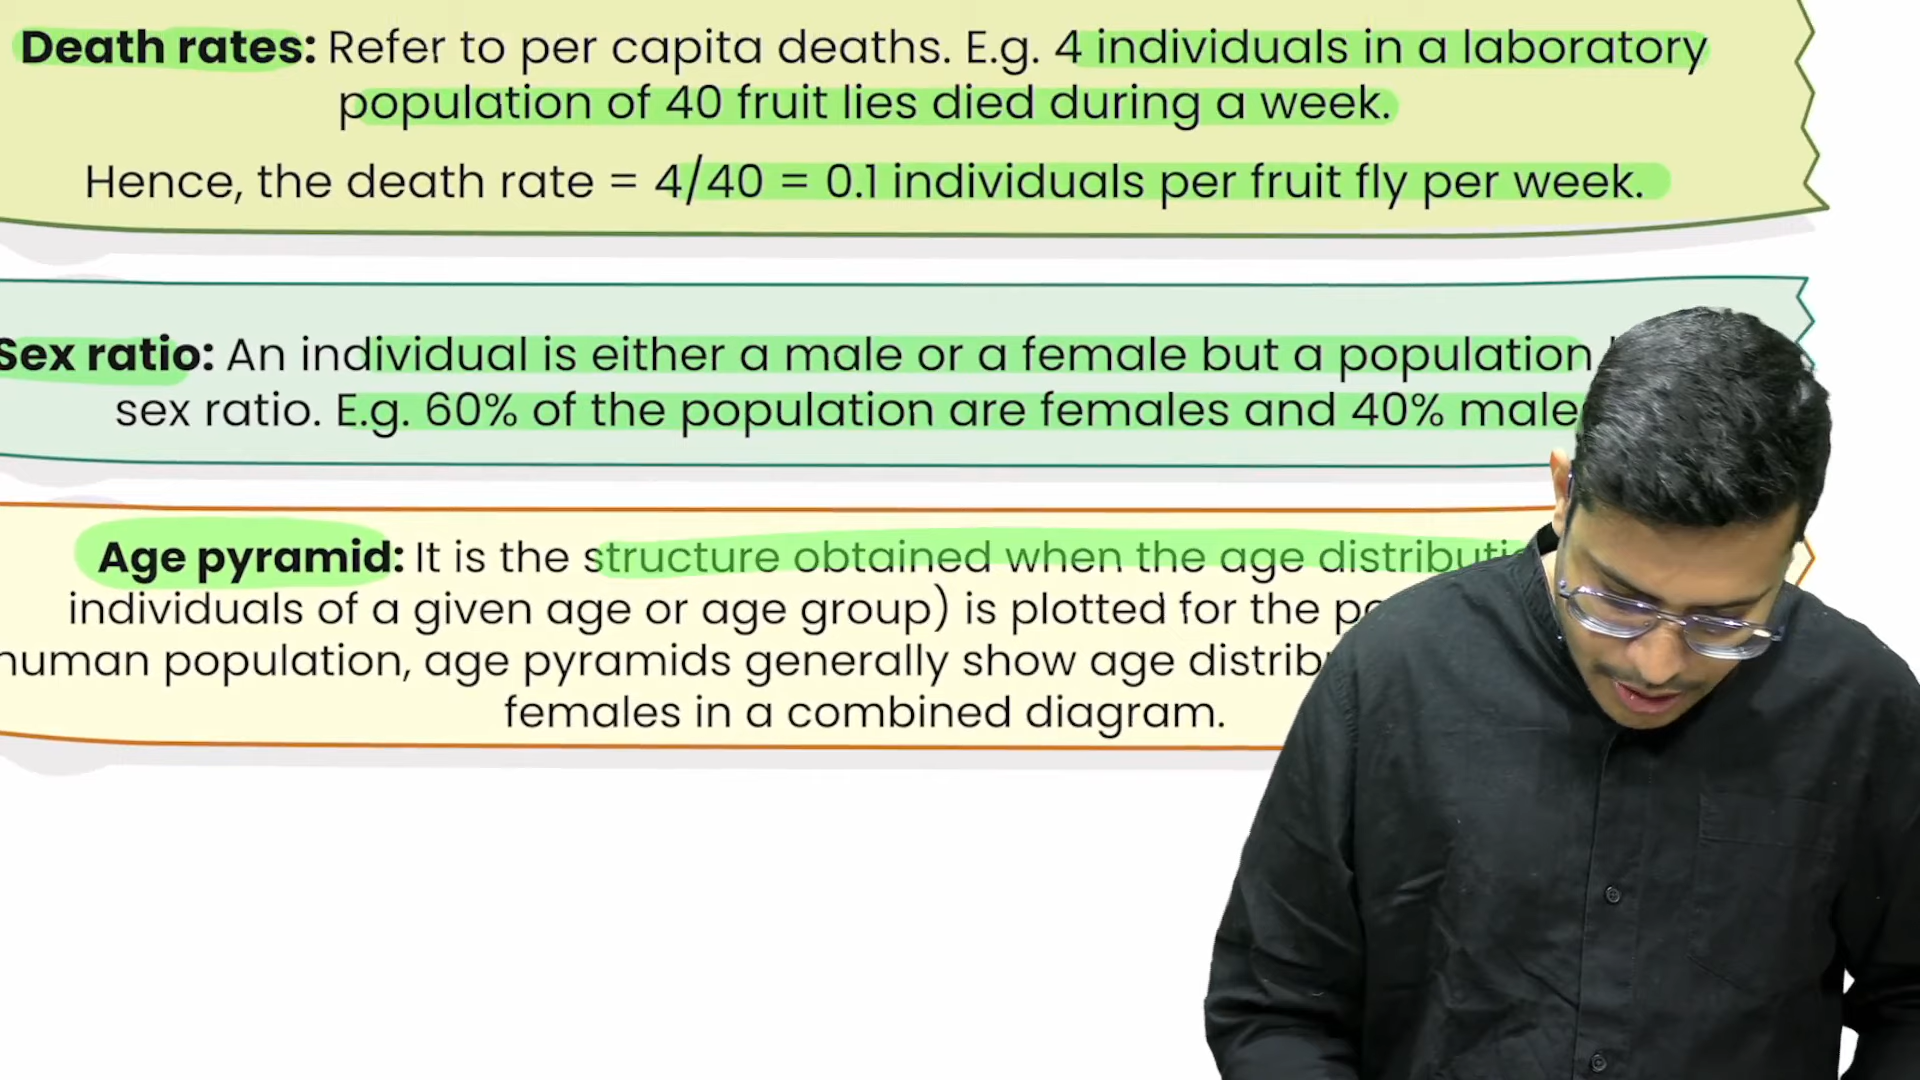 Death rates: Refer to per capita deaths. E.g. 4 individuals in a laboratory
population of 40 fruit lies died during a week.
Hence, the death rate = 4/40 = 0.1 individuals per fruit fly per week.
Sex ratio: An individual is either a male or a female but a population
sex ratio. E.g. 60% of the population are females and 40% male
Age pyramid: It is the structure obtained when the age
individuals of a given age or age group) is plotted for the
human population, age pyramids generally show age
females in a combined diagram.